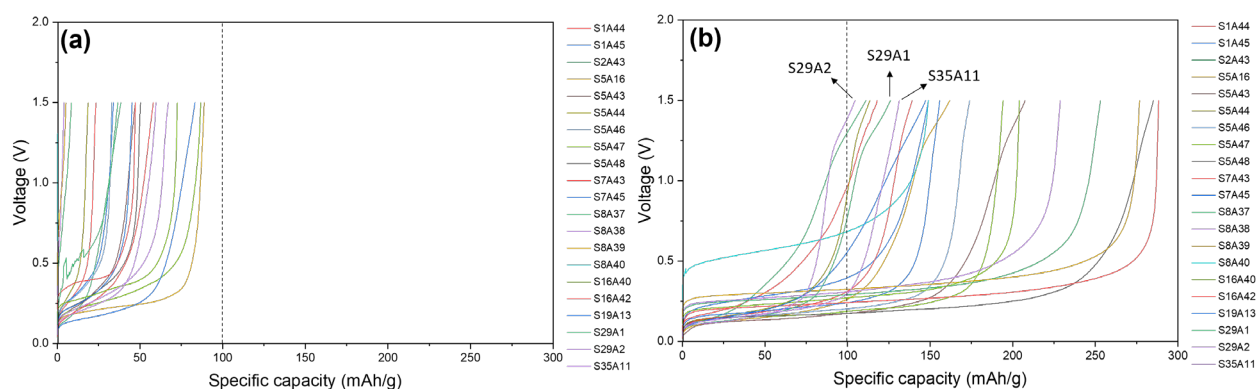 (a)
2.0
1.5
1.0
0.5
0.0
Voltage (V)
0
50
100
150
200
250
300
Specific capacity (mAh/g)
S1A44
S1A45
S2A43
S5A16
S5A43
S5A44
S5A46
S5A47
S5A48
S7A43
S7A45
S8A37
S8A38
S8A39
S8A40
S16A40
S16A42
S19A13
S29A1
S29A2
S35A11
(b)
S29A2
S29A1
S35A11
2.0
1.5
1.0
0.5
0.0
Voltage (V)
0
50
100
150
200
250
300
Specific capacity (mAh/g)
S1A44
S1A45
S2A43
S5A16
S5A43
S5A44
S5A46
S5A47
S5A48
S7A43
S7A45
S8A37
S8A38
S8A39
S8A40
S16A40
S16A42
S19A13
S29A1
S29A2
S35A11